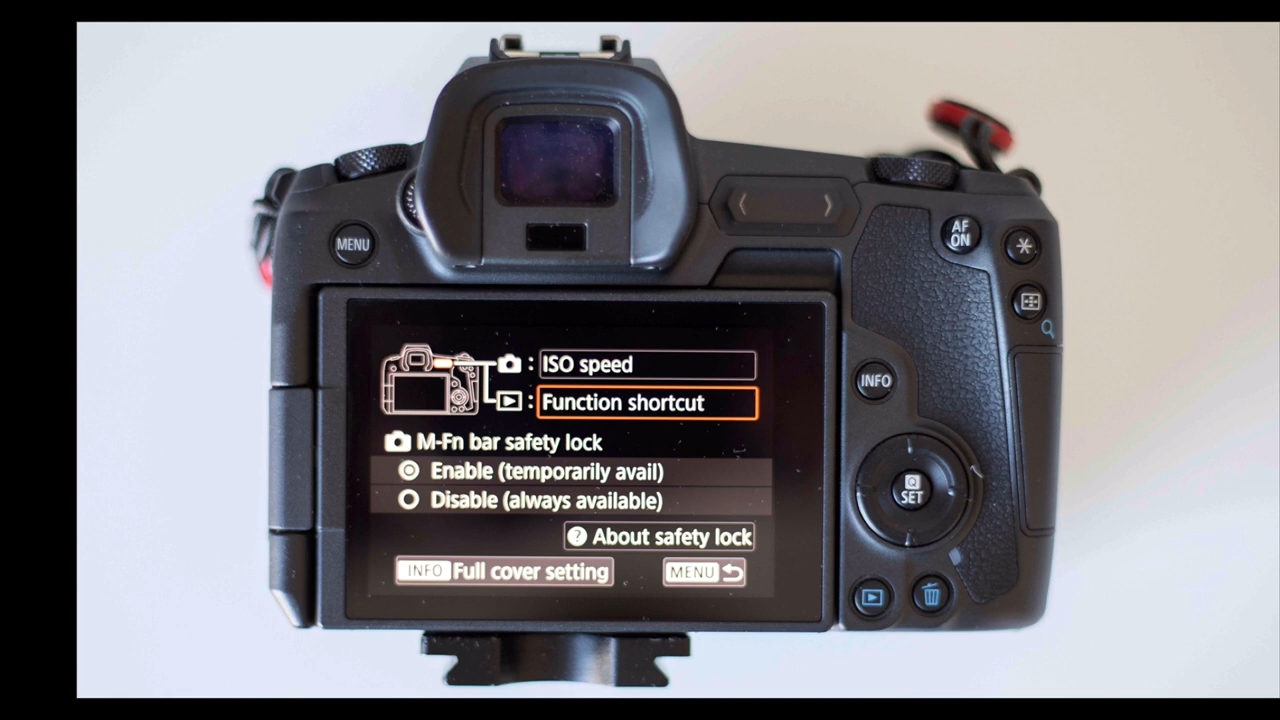 MENU
AF
ON
INFO
: ISO speed
: Function shortcut
M-Fn bar safety lock
Enable (temporarily avail)
Disable (always available)
? About safety lock
INFO Full cover setting
MENU
Q
SET